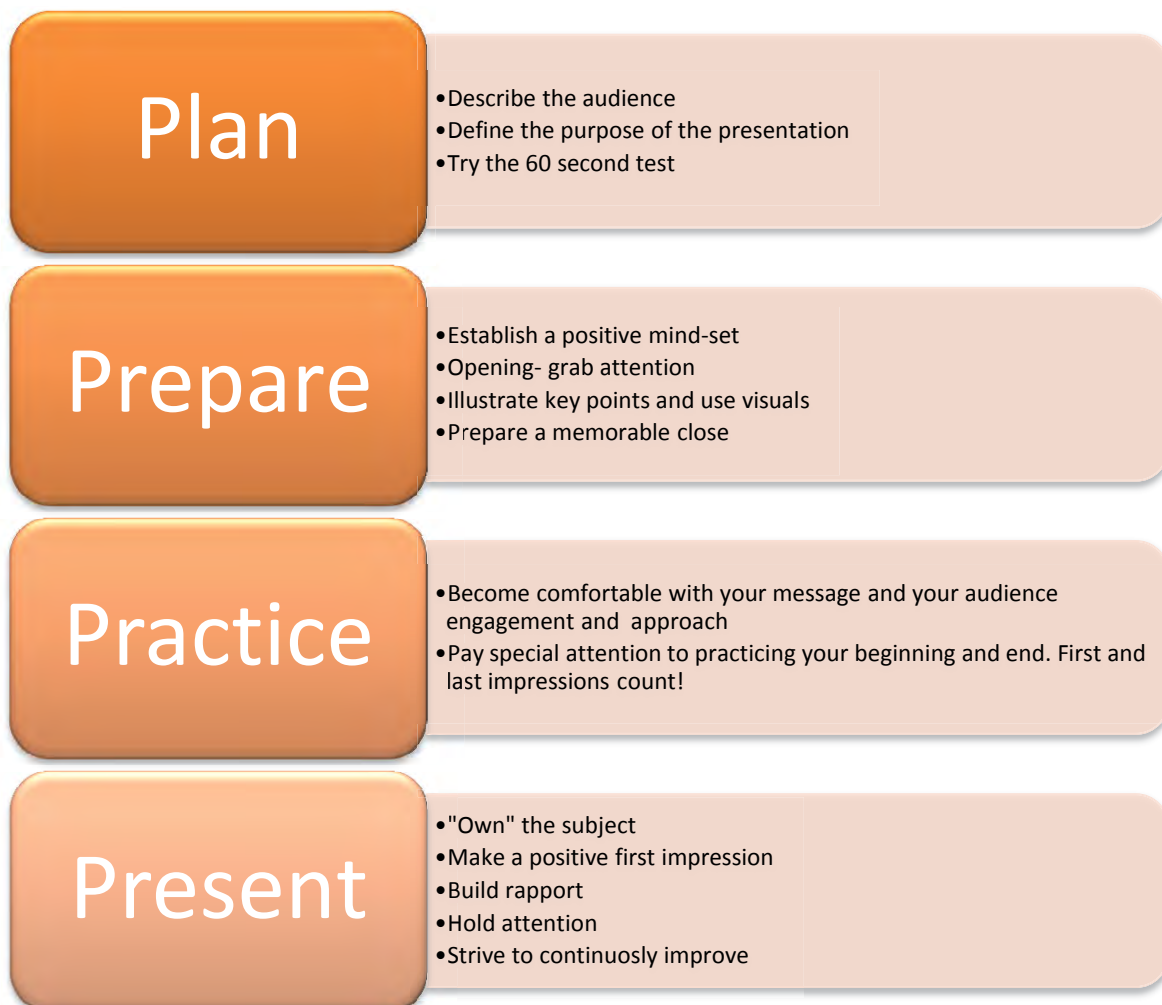 Plan
•Describe the audience
•Define the purpose of the presentation
•Try the 60 second test
Prepare
•Establish a positive mind-set
•Opening- grab attention
•Illustrate key points and use visuals
•Prepare a memorable close
Practice
•Become comfortable with your message and your audience
engagement and  approach
•Pay special attention to practicing your beginning and end. First and
last impressions count!
Present
•"Own" the subject
•Make a positive first impression
•Build rapport
•Hold attention
•Strive to continuosly improve